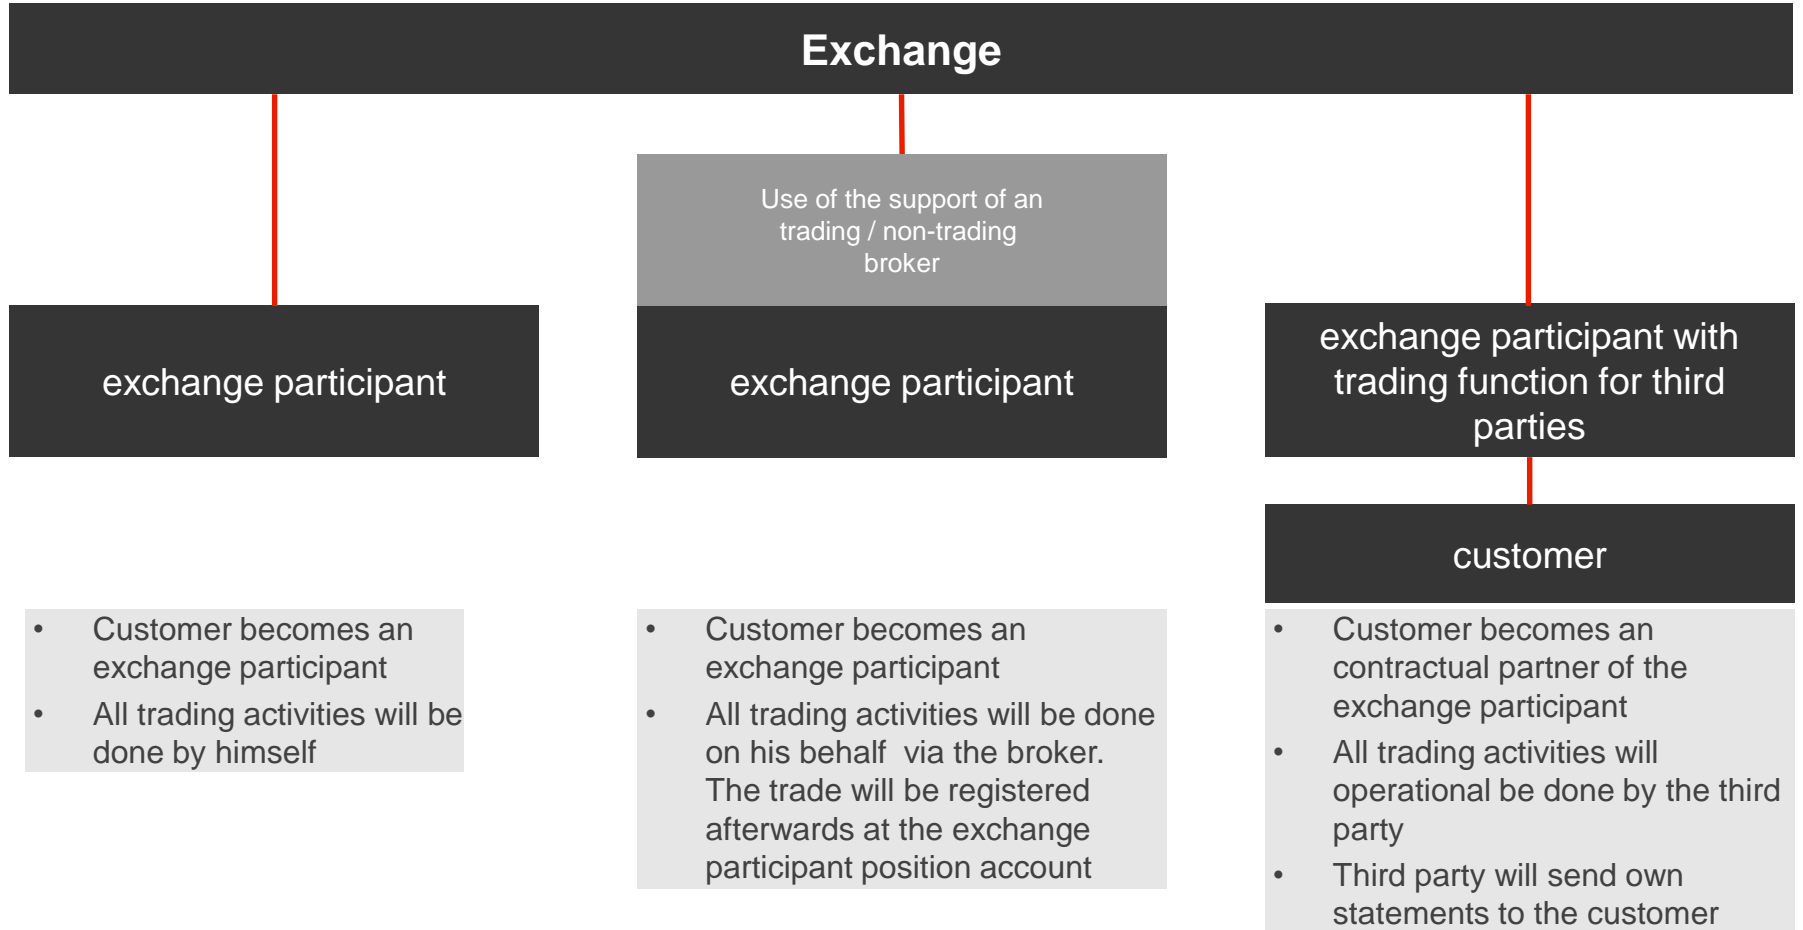 Exchange
Use of the support of an
trading / non-trading
broker
exchange participant
exchange participant
exchange participant with
trading function for third
parties
customer
• Customer becomes an
exchange participant
• All trading activities will be
done by himself
• Customer becomes an
exchange participant
• All trading activities will be done
on his behalf  via the broker.
The trade will be registered
afterwards at the exchange
participant position account
• Customer becomes an
contractual partner of the
exchange participant
• All trading activities will
operational be done by the third
party
• Third party will send own
statements to the customer